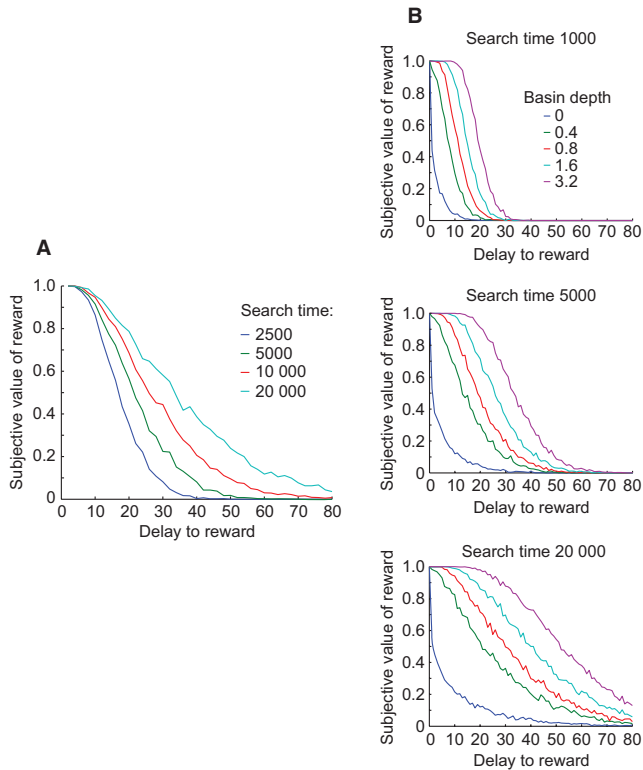 B
Search time 1000
Subjective value of reward
1.0
0.8
0.6
0.4
0.2
0
Basin depth
0
0.4
0.8
1.6
3.2
0 10 20 30 40 50 60 70 80
Delay to reward
A
Subjective value of reward
1.0
0.8
0.6
0.4
0.2
0
Search time:
2500
5000
10 000
20 000
0 10 20 30 40 50 60 70 80
Delay to reward
Search time 5000
Subjective value of reward
1.0
0.8
0.6
0.4
0.2
0
0 10 20 30 40 50 60 70 80
Delay to reward
Search time 20 000
Subjective value of reward
1.0
0.8
0.6
0.4
0.2
0
0 10 20 30 40 50 60 70 80
Delay to reward